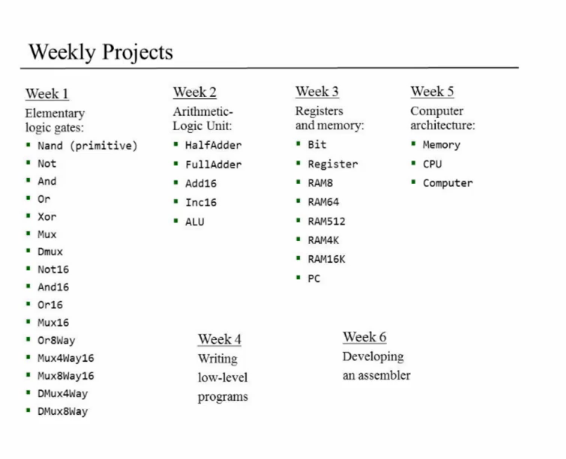 Weekly Projects
Week 1
Elementary
logic gates:
▪ Nand (primitive)
▪ Not
▪ And
▪ Or
▪ Xor
▪ Mux
▪ Dmux
▪ Not16
▪ And16
▪ Or16
▪ Mux16
▪ Or8Way
▪ Mux4Way16
▪ Mux8Way16
▪ DMux4Way
▪ DMux8Way
Week 2
Arithmetic-
Logic Unit:
▪ HalfAdder
▪ FullAdder
▪ Add16
▪ Inc16
▪ ALU
Week 3
Registers
and memory:
▪ Bit
▪ Register
▪ RAM8
▪ RAM64
▪ RAM512
▪ RAM4K
▪ RAM16K
▪ PC
Week 5
Computer
architecture:
▪ Memory
▪ CPU
▪ Computer
Week 4
Writing
low-level
programs
Week 6
Developing
an assembler